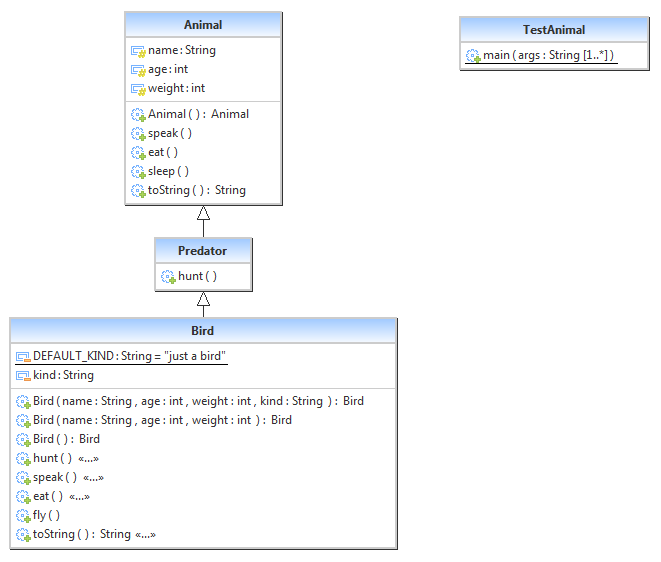 Animal
name : String
age : int
weight : int
Animal ( ) : Animal
speak ( )
eat ( )
sleep ( )
toString ( ) : String
TestAnimal
main ( args : String [1..*] )
Predator
hunt ( )
Bird
DEFAULT_KIND : String = "just a bird"
kind : String
Bird ( name : String , age : int , weight : int , kind : String ) : Bird
Bird ( name : String , age : int , weight : int ) : Bird
Bird ( ) : Bird
hunt ( ) «...»
speak ( ) «...»
eat ( ) «...»
fly ( )
toString ( ) : String «...»